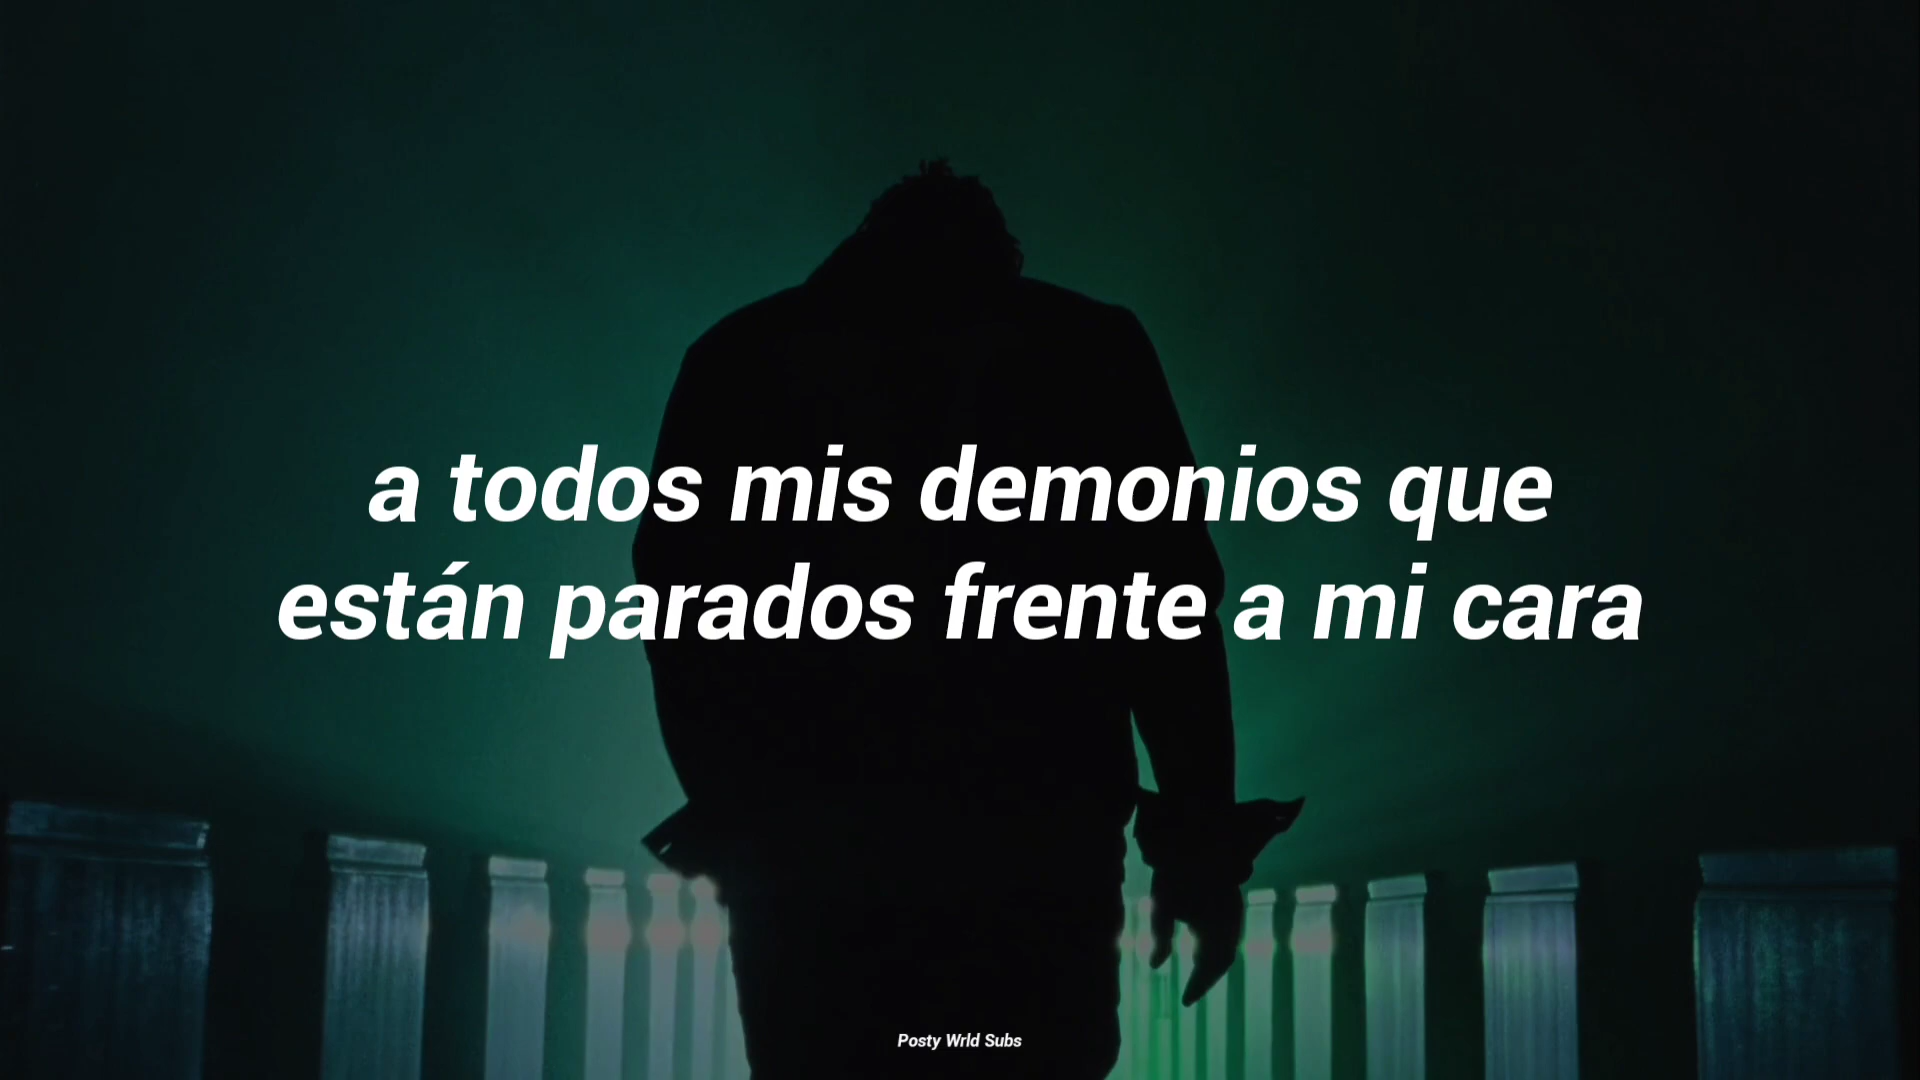 a todos mis demonios que
están parados frente a mi cara
Posty Wrld Subs